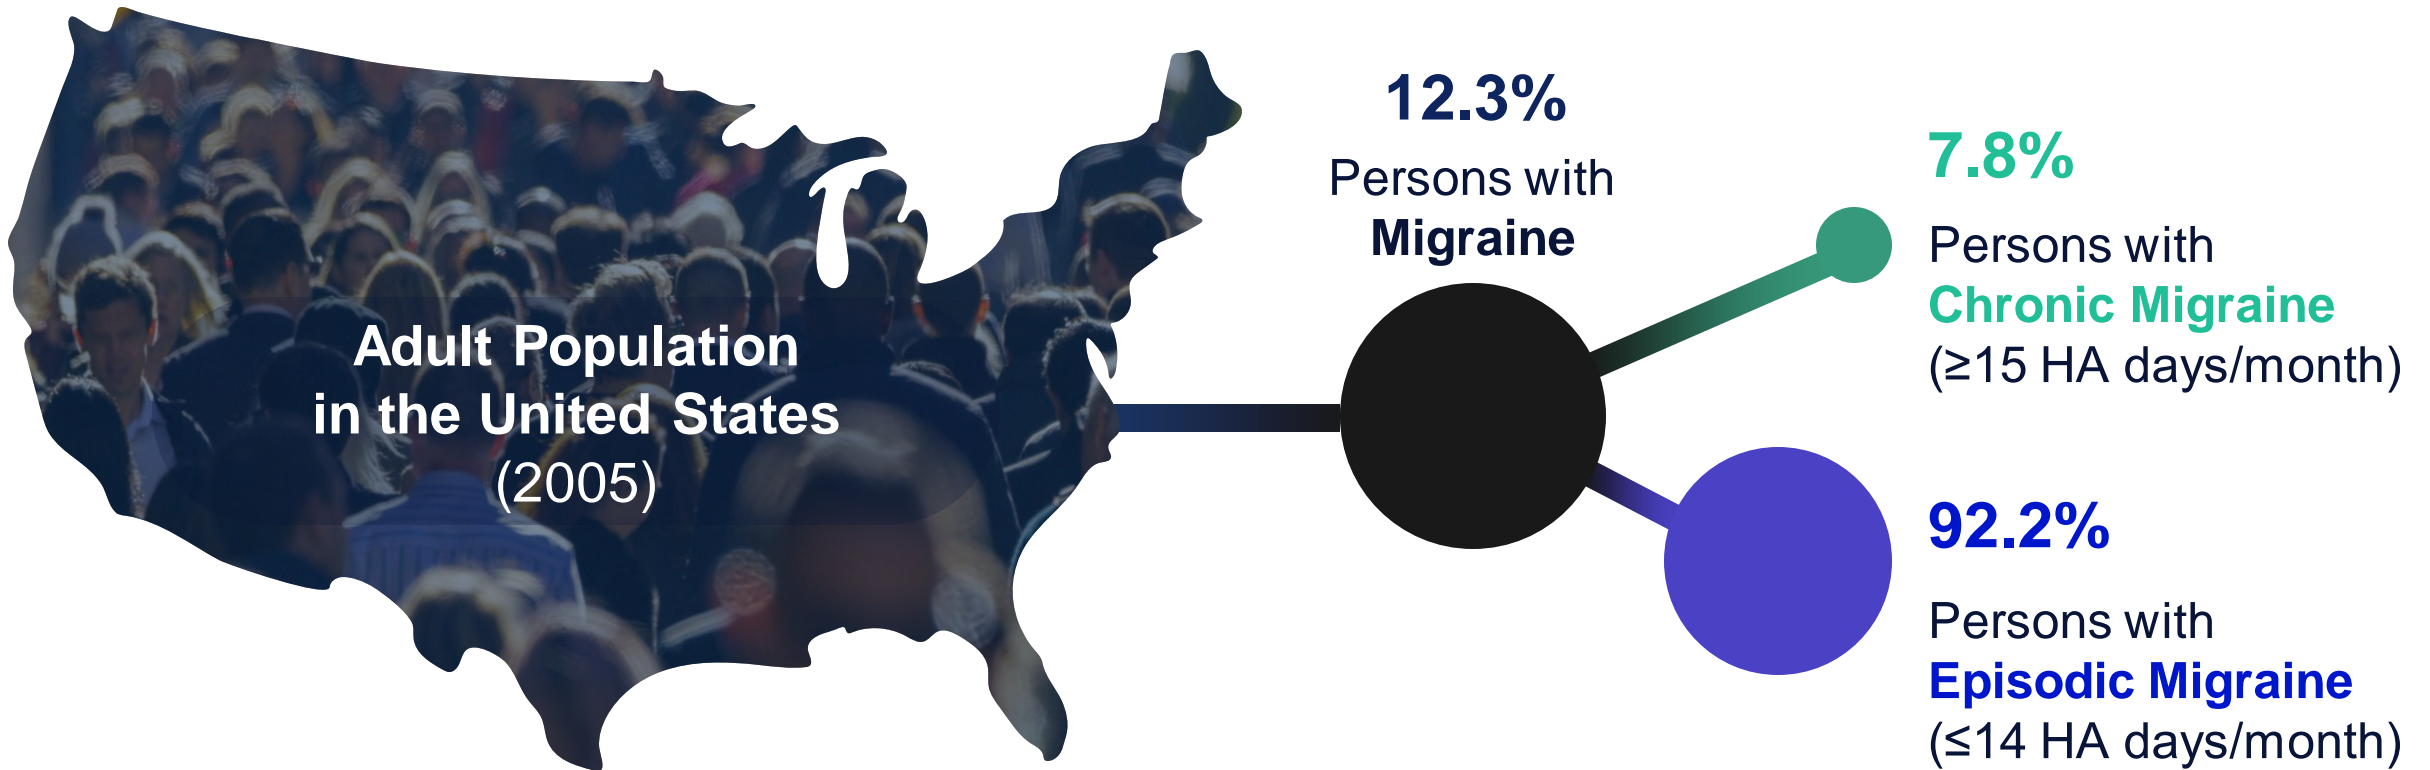 Adult Population
in the United States
(2005)
12.3%
Persons with
Migraine
7.8%
Persons with
Chronic Migraine
(≥15 HA days/month)
92.2%
Persons with
Episodic Migraine
(≤14 HA days/month)